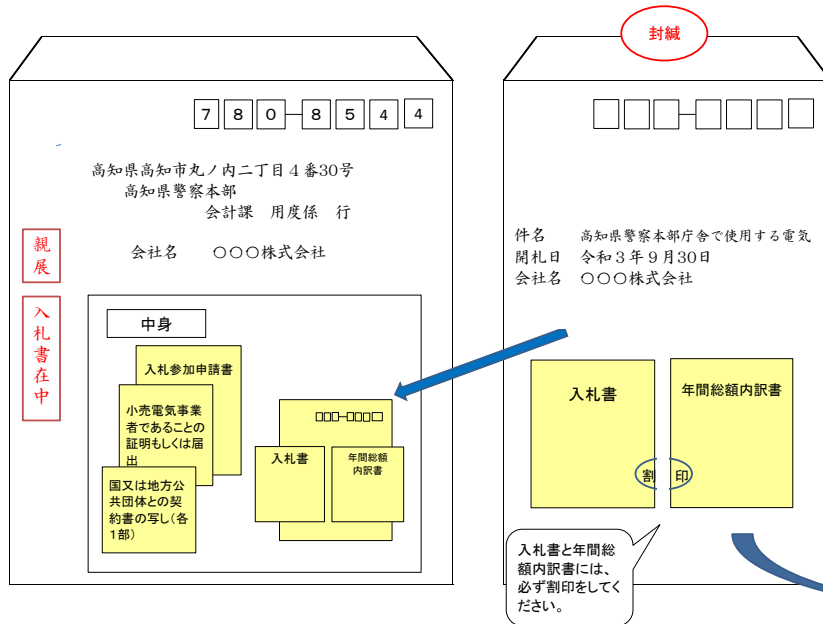 封緘
７８０－８５４４
高知県高知市丸ノ内二丁目４番30号
高知県警察本部
会計課　用度係　行
会社名　〇〇〇株式会社
親展
入札書在中
中身
入札参加申請書
小売電気事業
者であることの
証明もしくは届
出
国又は地方公
共団体との契
約書の写し（各
１部）
入札書
年間総額
内訳書
件名　高知県警察本部庁舎で使用する電気
開札日　令和３年９月30日
会社名　〇〇〇株式会社
入札書
年間総額内訳書
割　印
入札書と年間総
額内訳書には、
必ず割印をしてく
ださい。